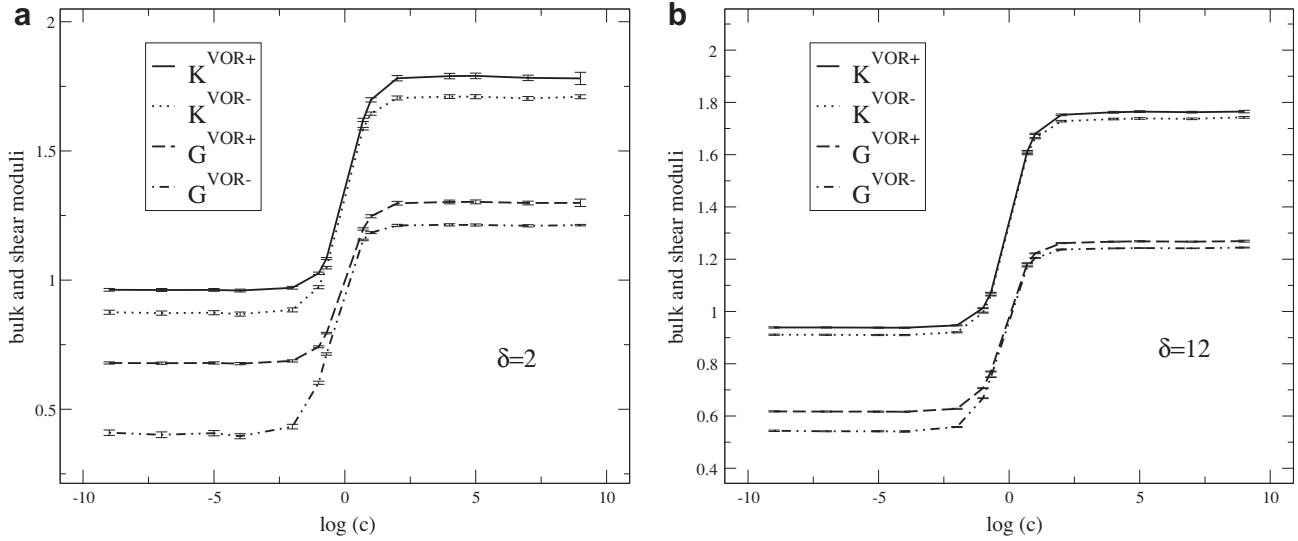 a
2
1.5
1
0.5
bulk and shear moduli
K^VOR+
K^VOR-
G^VOR+
G^VOR-
δ=2
-10 -5 0 5 10
log (c)
b
2
1.8
1.6
1.4
1.2
1
0.8
0.6
0.4
bulk and shear moduli
K^VOR+
K^VOR-
G^VOR+
G^VOR-
δ=12
-10 -5 0 5 10
log (c)